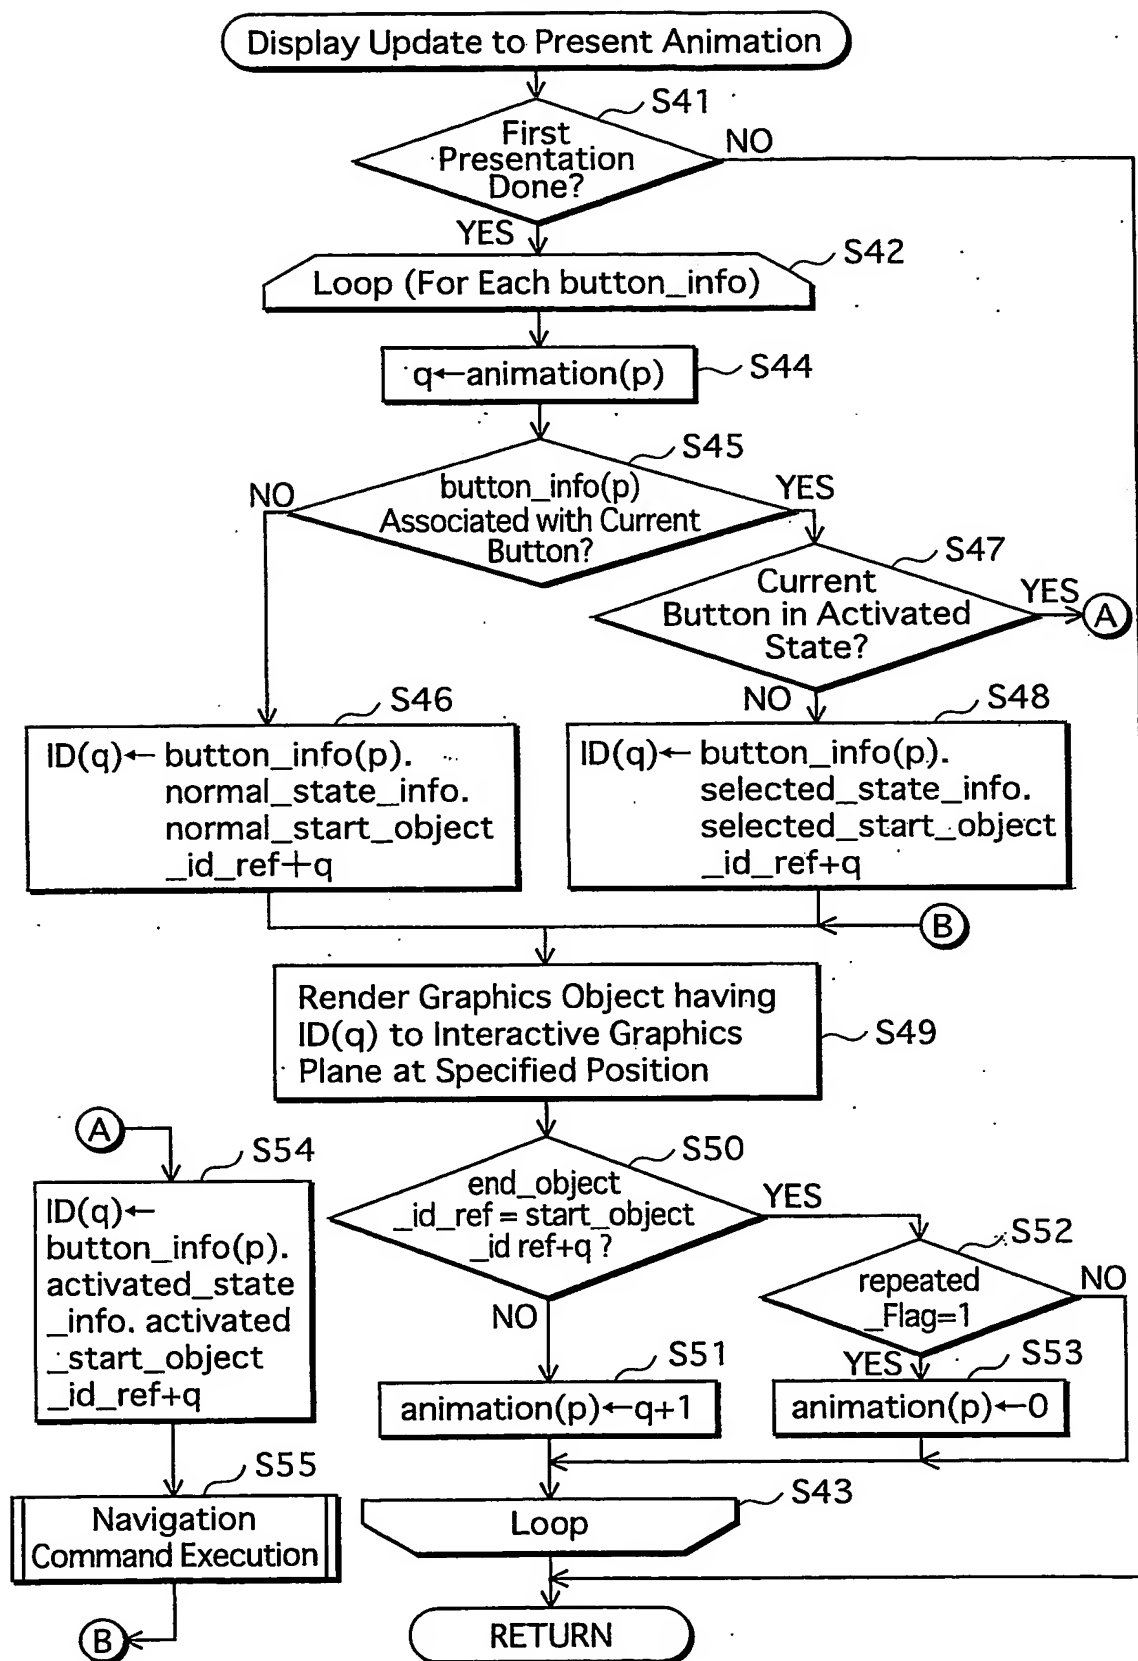 Display Update to Present Animation
S41
First
Presentation
Done?
NO
YES
S42
Loop (For Each button_info)
q←animation(p)
S44
S45
button_info(p)
Associated with Current
Button?
NO
YES
S47
Current
Button in Activated
State?
YES
A
NO
S46
ID(q)← button_info(p).
normal_state_info.
normal_start_object
_id_ref+q
S48
ID(q)← button_info(p).
selected_state_info.
selected_start_object
_id_ref+q
B
Render Graphics Object having
ID(q) to Interactive Graphics
Plane at Specified Position
S49
A
S54
ID(q)←
button_info(p).
activated_state
_info. activated
_start_object
_id_ref+q
S50
end_object
_id_ref = start_object
_id ref+q ?
YES
NO
S52
repeated
_Flag=1
NO
YES
S51
animation(p)←q+1
S53
animation(p)←0
S55
Navigation
Command Execution
B
S43
Loop
RETURN